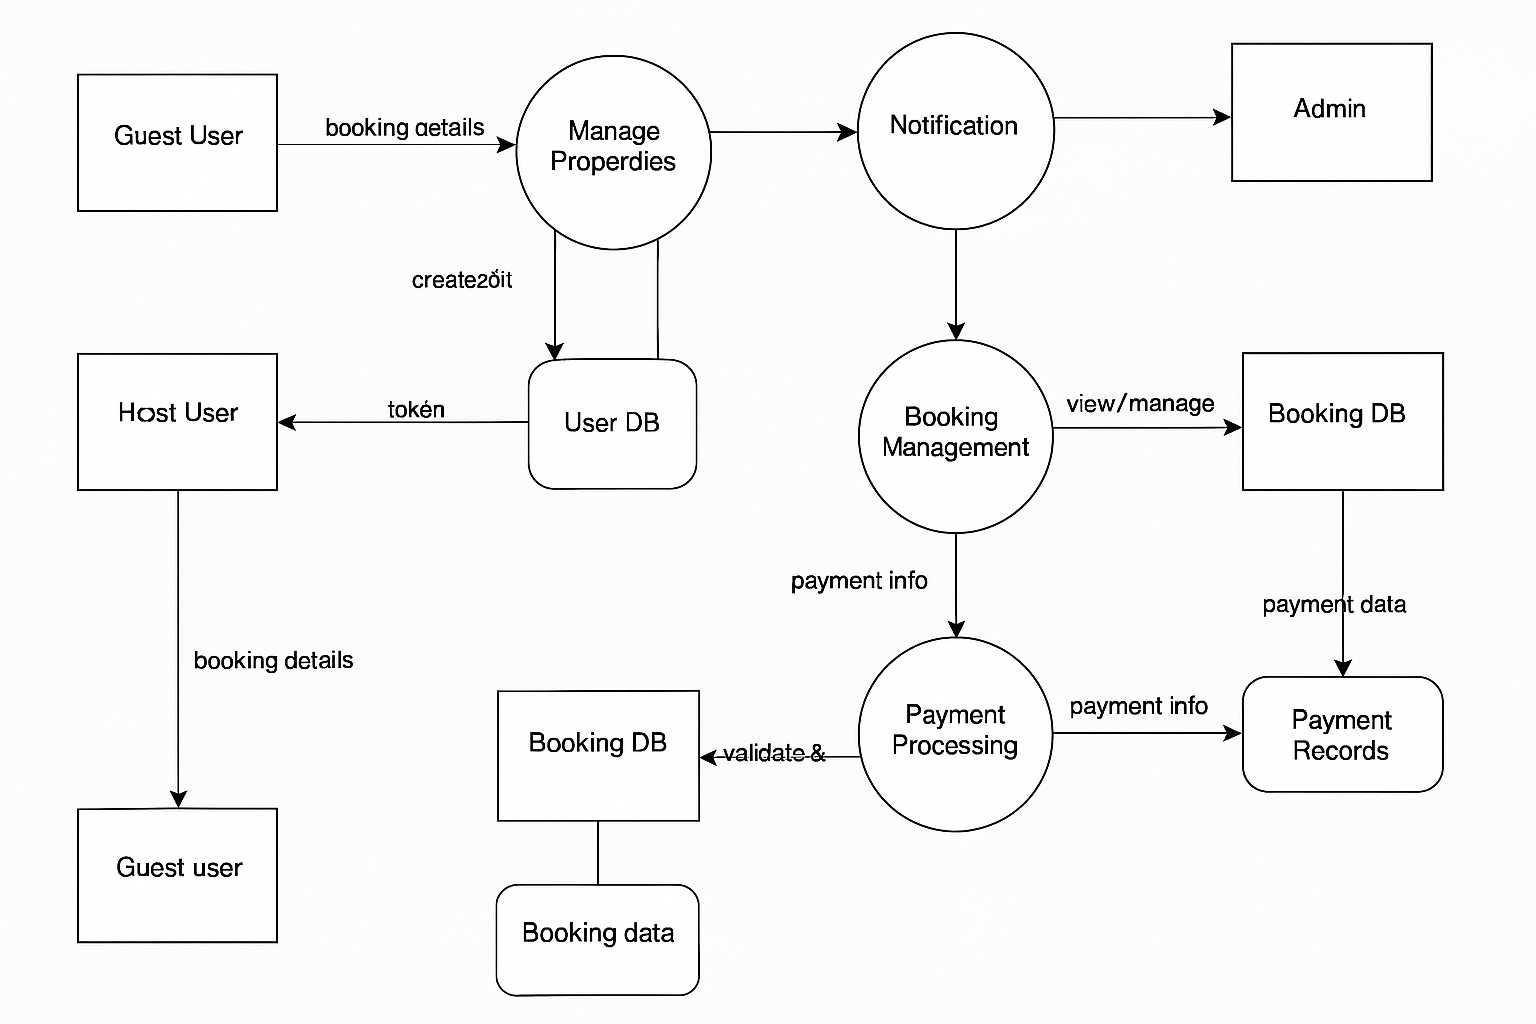 Guest User
booking details
Manage
Properdies
Notification
Admin
create2ŏit
Host User
tokén
User DB
Booking
Management
view/manage
Booking DB
payment info
payment data
booking details
Booking DB
validate &
Payment
Processing
payment info
Payment
Records
Guest user
Booking data